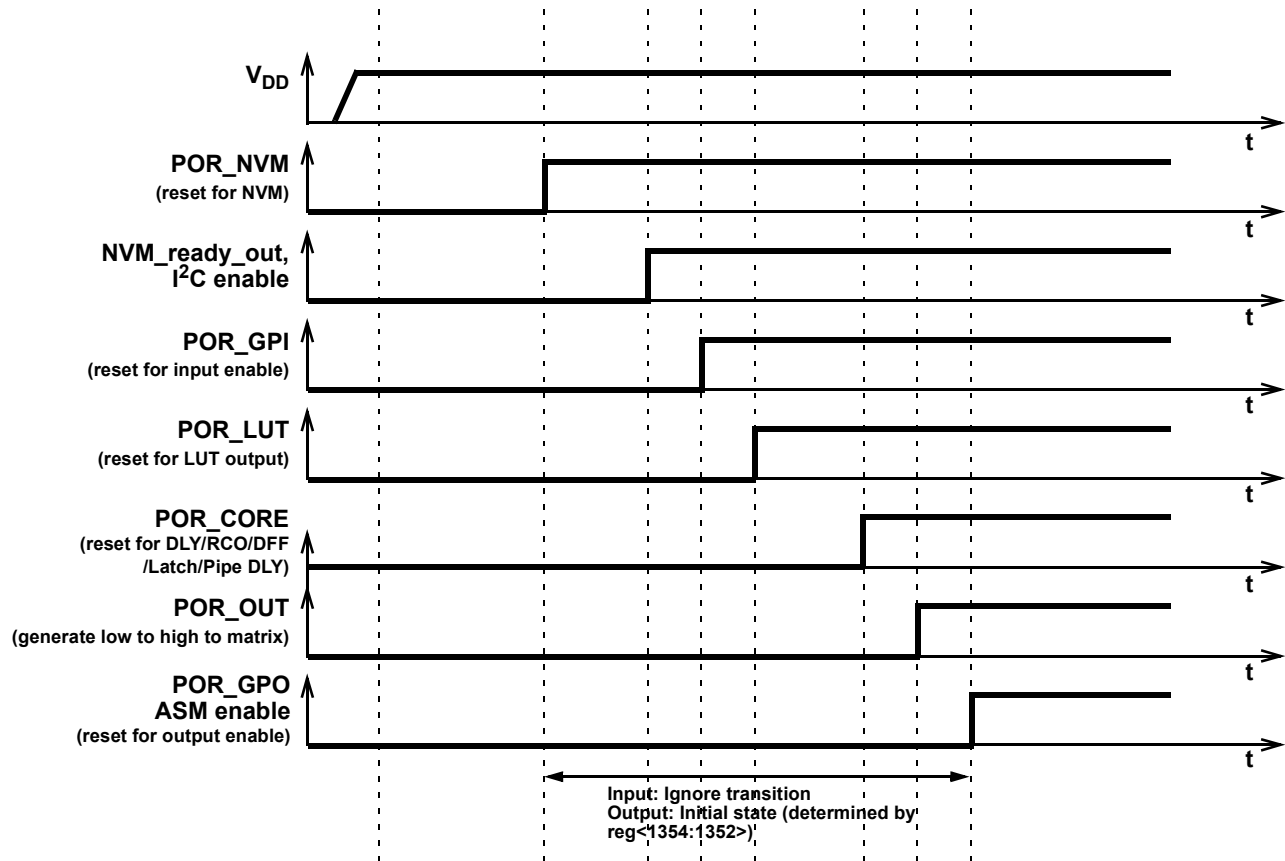 V_DD
t
POR_NVM
(reset for NVM)
t
NVM_ready_out,
I²C enable
t
POR_GPI
(reset for input enable)
t
POR_LUT
(reset for LUT output)
t
POR_CORE
(reset for DLY/RCO/DFF
/Latch/Pipe DLY)
t
POR_OUT
(generate low to high to matrix)
t
POR_GPO
ASM enable
(reset for output enable)
t
Input: Ignore transition
Output: Initial state (determined by
reg<1354:1352>)